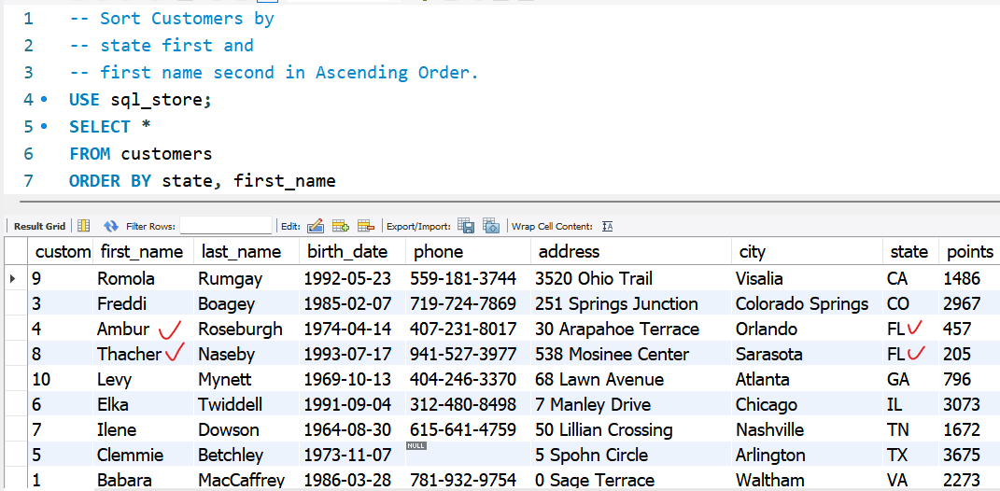 1 -- Sort Customers by
2 -- state first and
3 -- first name second in Ascending Order.
4 USE sql_store;
5 SELECT *
6 FROM customers
7 ORDER BY state, first_name
Result Grid Filter Rows: Edit: Export/Import: Wrap Cell Content:
custom first_name last_name birth_date phone address city state points
9 Romola Rumgay 1992-05-23 559-181-3744 3520 Ohio Trail Visalia CA 1486
3 Freddi Boagey 1985-02-07 719-724-7869 251 Springs Junction Colorado Springs CO 2967
4 Ambur Roseburgh 1974-04-14 407-231-8017 30 Arapahoe Terrace Orlando FL 457
8 Thacher Naseby 1993-07-17 941-527-3977 538 Mosinee Center Sarasota FL 205
10 Levy Mynett 1969-10-13 404-246-3370 68 Lawn Avenue Atlanta GA 796
6 Elka Twiddell 1991-09-04 312-480-8498 7 Manley Drive Chicago IL 3073
7 Ilene Dowson 1964-08-30 615-641-4759 50 Lillian Crossing Nashville TN 1672
5 Clemmie Betchley 1973-11-07 NULL 5 Spohn Circle Arlington TX 3675
1 Babara MacCaffrey 1986-03-28 781-932-9754 0 Sage Terrace Waltham VA 2273